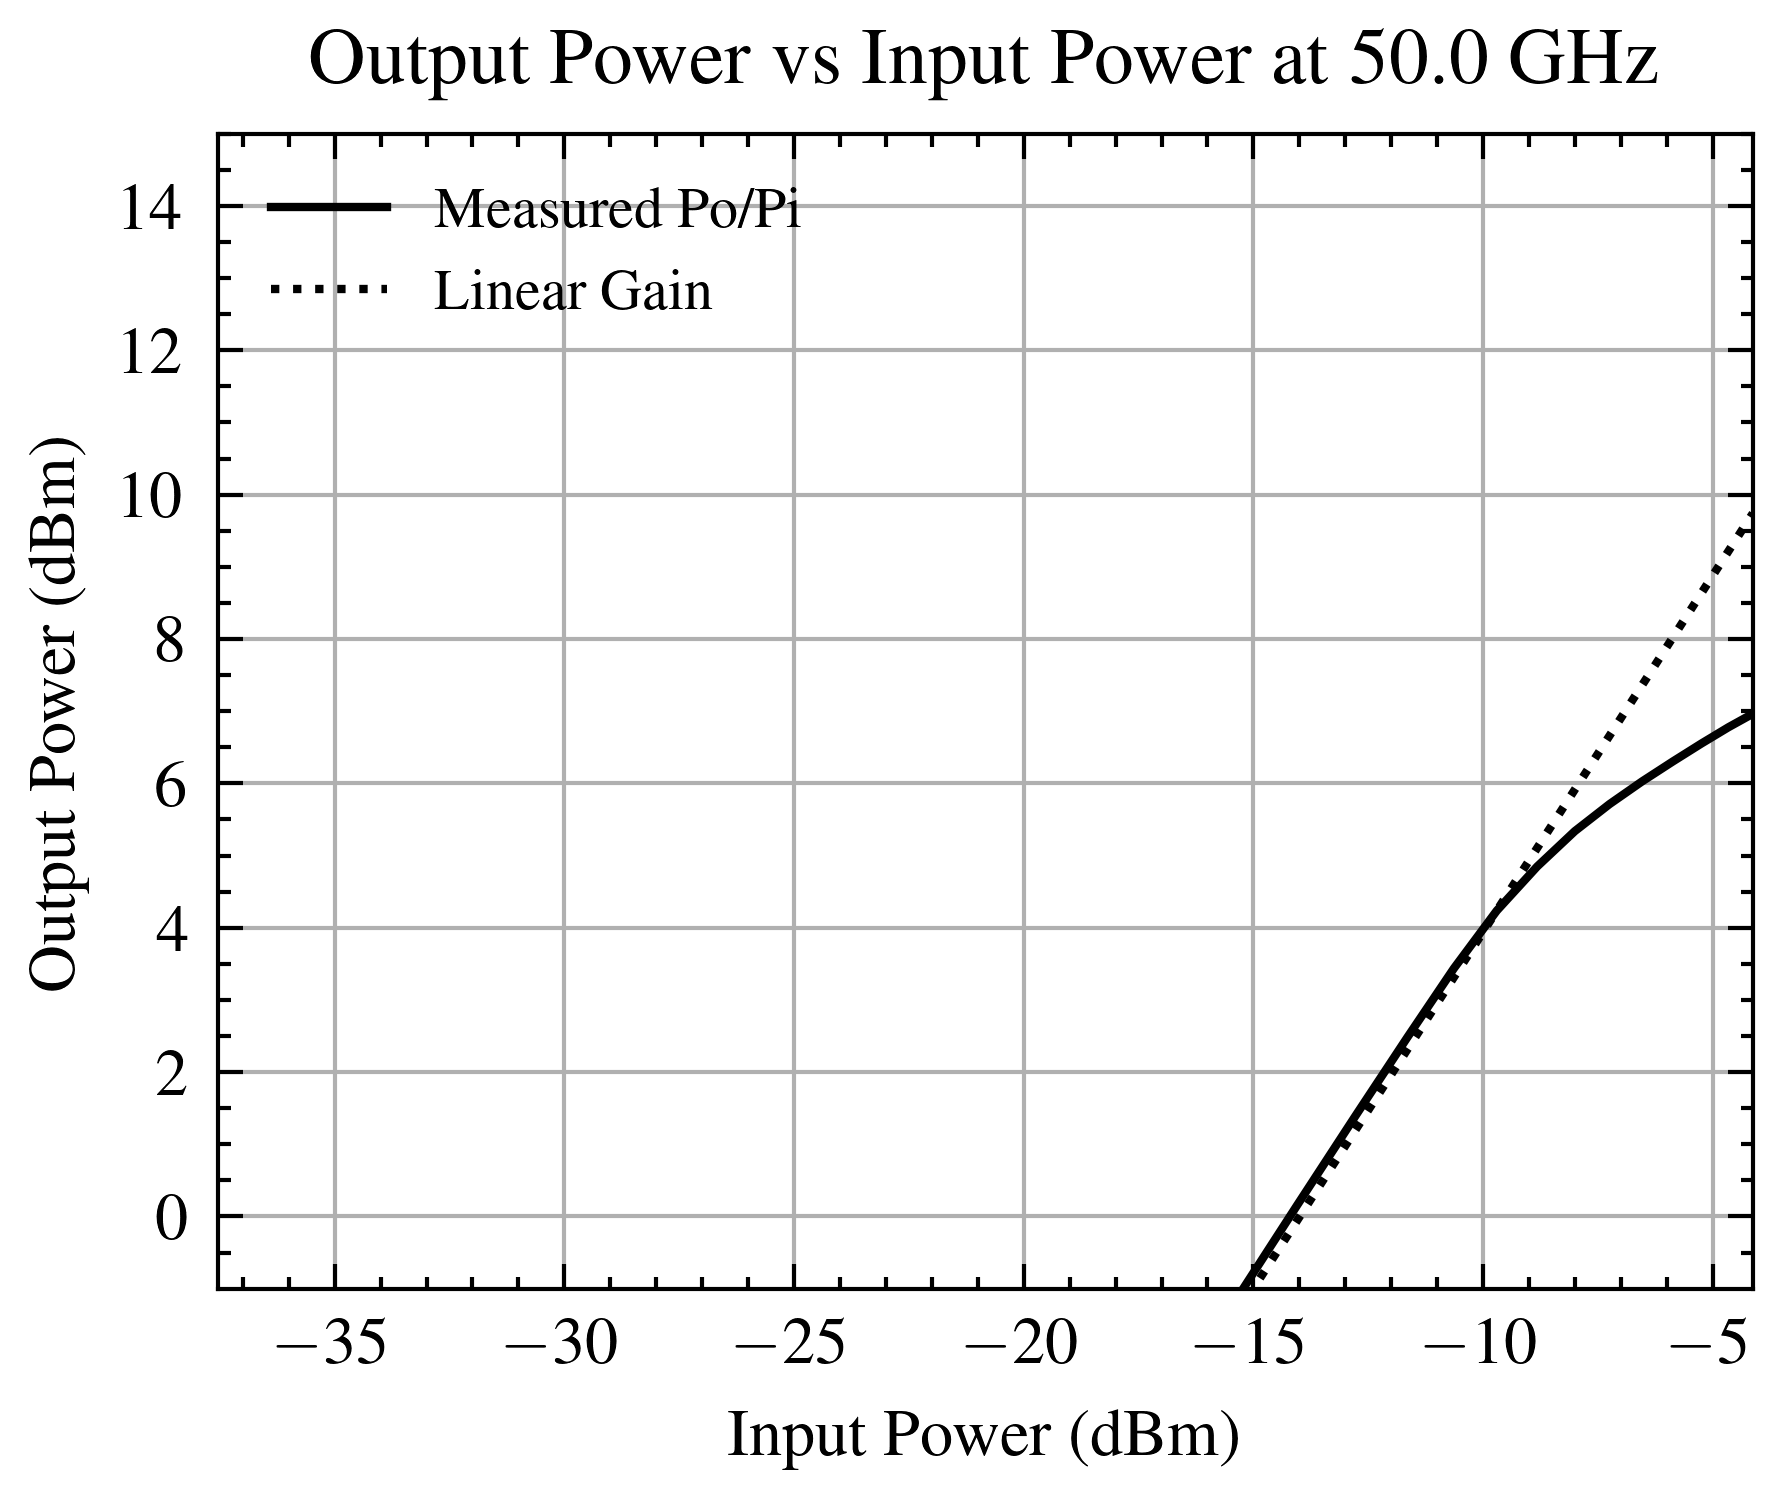 Output Power vs Input Power at 50.0 GHz
Measured Po/Pi
Linear Gain
14
12
10
8
6
4
2
0
Output Power (dBm)
−35 −30 −25 −20 −15 −10 −5
Input Power (dBm)